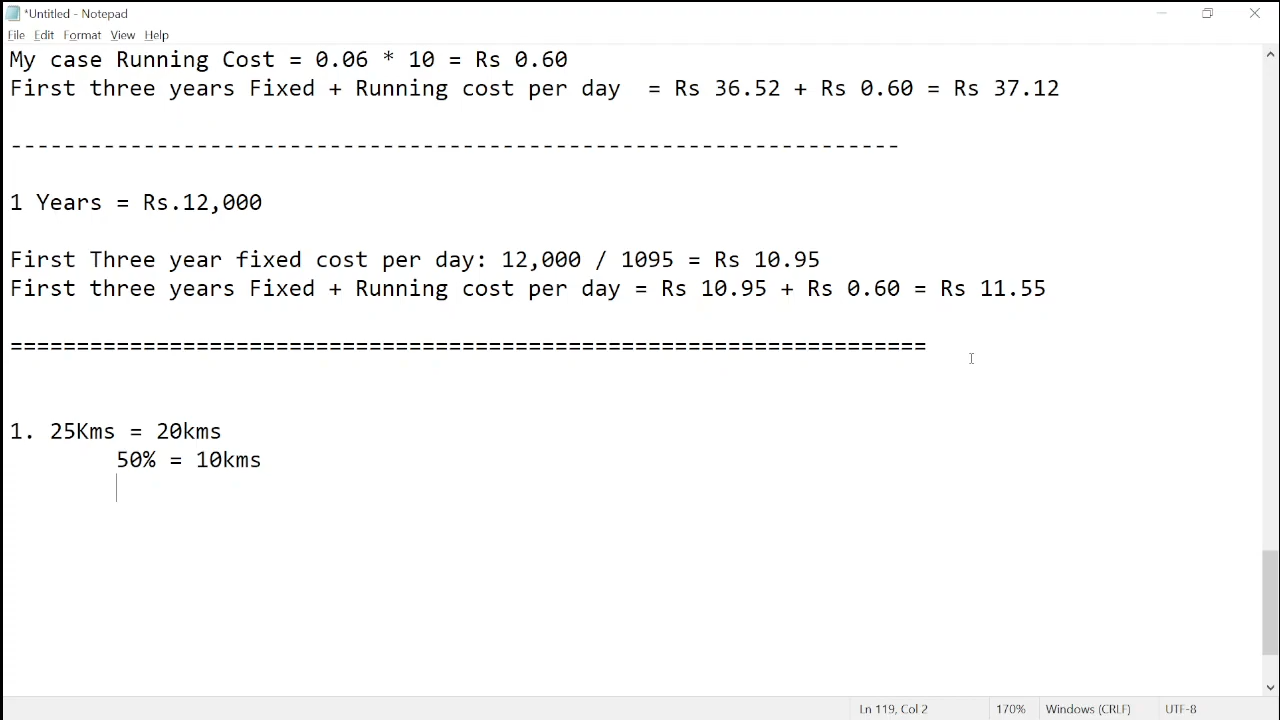 *Untitled - Notepad
File Edit Format View Help
My case Running Cost = 0.06 * 10 = Rs 0.60
First three years Fixed + Running cost per day  = Rs 36.52 + Rs 0.60 = Rs 37.12
-------------------------------------------------------------------
1 Years = Rs.12,000
First Three year fixed cost per day: 12,000 / 1095 = Rs 10.95
First three years Fixed + Running cost per day = Rs 10.95 + Rs 0.60 = Rs 11.55
=====================================================================
1. 25Kms = 20kms
50% = 10kms
Ln 119, Col 2 170% Windows (CRLF) UTF-8